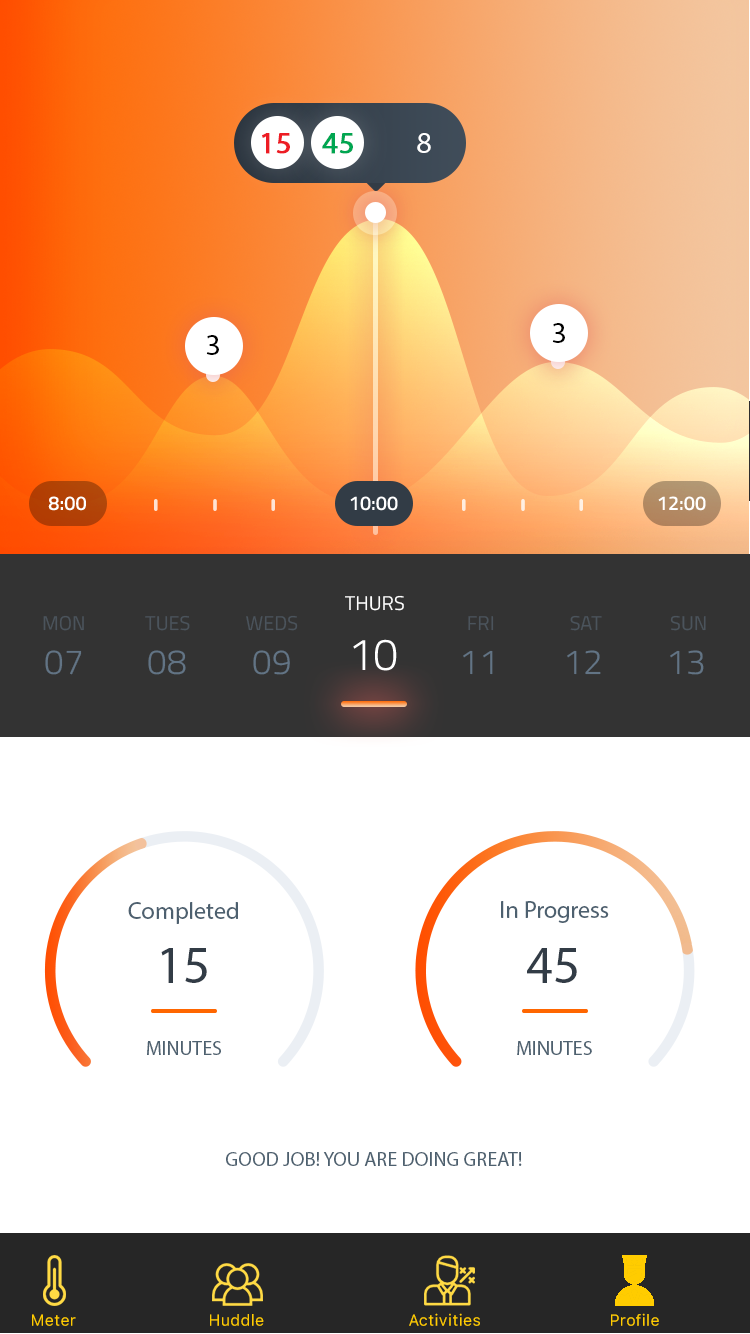 15 45 8
3
3
8:00 10:00 12:00
MON TUES WEDS THURS FRI SAT SUN
07 08 09 10 11 12 13
Completed
15
MINUTES
In Progress
45
MINUTES
GOOD JOB! YOU ARE DOING GREAT!
Meter Huddle Activities Profile